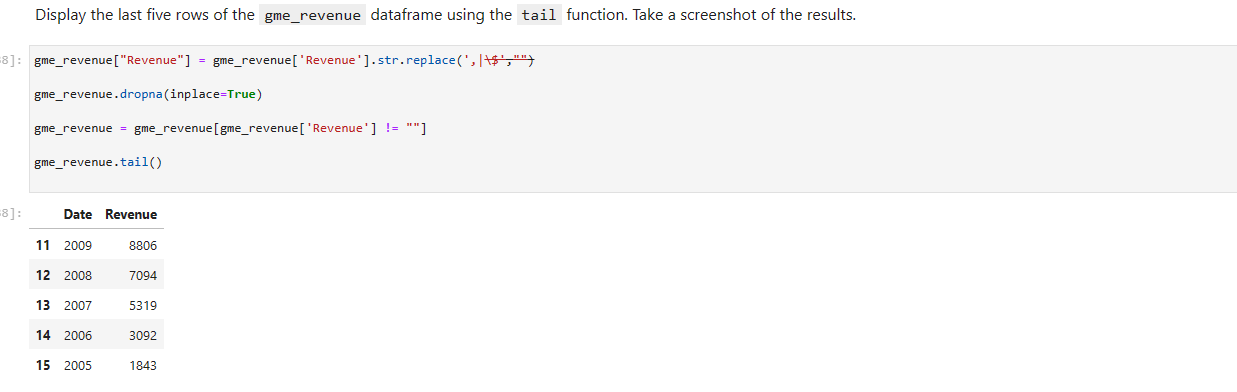 Display the last five rows of the gme_revenue dataframe using the tail function. Take a screenshot of the results.
8]: gme_revenue["Revenue"] = gme_revenue['Revenue'].str.replace(',|\$',"")
gme_revenue.dropna(inplace=True)
gme_revenue = gme_revenue[gme_revenue['Revenue'] != ""]
gme_revenue.tail()
8]:
Date Revenue
11 2009 8806
12 2008 7094
13 2007 5319
14 2006 3092
15 2005 1843